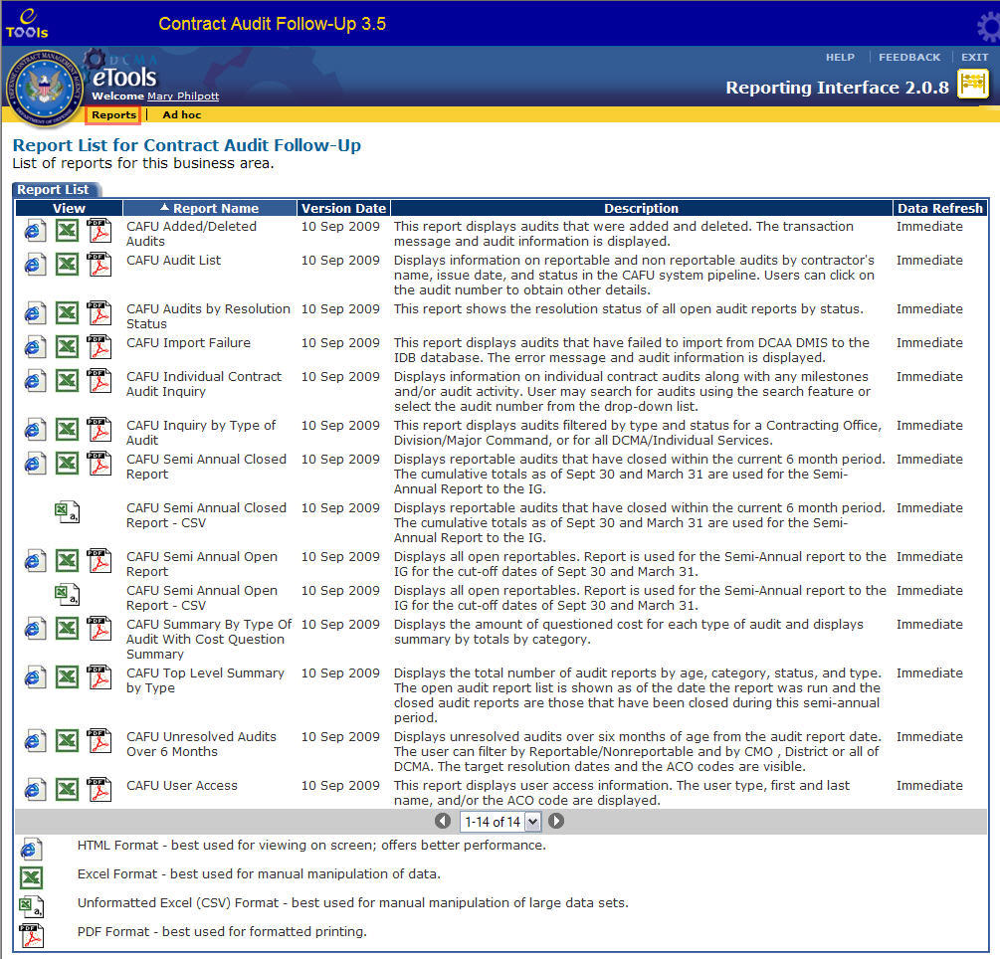 e
TOOls
Contract Audit Follow-Up 3.5
DCMA
eTools
Welcome Mary Philpott
HELP FEEDBACK EXIT
Reporting Interface 2.0.8
DEFENSE CONTRACT MANAGEMENT AGENCY
DEPARTMENT OF DEFENSE
Reports | Ad hoc
Report List for Contract Audit Follow-Up
List of reports for this business area.
Report List
View Report Name Version Date Description Data Refresh
CAFU Added/Deleted 10 Sep 2009 This report displays audits that were added and deleted. The transaction Immediate
Audits message and audit information is displayed.
CAFU Audit List 10 Sep 2009 Displays information on reportable and non reportable audits by contractor's Immediate
name, issue date, and status in the CAFU system pipeline. Users can click on
the audit number to obtain other details.
CAFU Audits by Resolution 10 Sep 2009 This report shows the resolution status of all open audit reports by status. Immediate
Status
CAFU Import Failure 10 Sep 2009 This report displays audits that have failed to import from DCAA DMIS to the Immediate
IDB database. The error message and audit information is displayed.
CAFU Individual Contract 10 Sep 2009 Displays information on individual contract audits along with any milestones Immediate
Audit Inquiry and/or audit activity. User may search for audits using the search feature or
select the audit number from the drop-down list.
CAFU Inquiry by Type of 10 Sep 2009 This report displays audits filtered by type and status for a Contracting Office, Immediate
Audit Division/Major Command, or for all DCMA/Individual Services.
CAFU Semi Annual Closed 10 Sep 2009 Displays reportable audits that have closed within the current 6 month period. Immediate
Report The cumulative totals as of Sept 30 and March 31 are used for the Semi-
Annual Report to the IG.
CAFU Semi Annual Closed 10 Sep 2009 Displays reportable audits that have closed within the current 6 month period. Immediate
Report - CSV The cumulative totals as of Sept 30 and March 31 are used for the Semi-
Annual Report to the IG.
CAFU Semi Annual Open 10 Sep 2009 Displays all open reportables. Report is used for the Semi-Annual report to the Immediate
Report IG for the cut-off dates of Sept 30 and March 31.
CAFU Semi Annual Open 10 Sep 2009 Displays all open reportables. Report is used for the Semi-Annual report to the Immediate
Report - CSV IG for the cut-off dates of Sept 30 and March 31.
CAFU Summary By Type Of 10 Sep 2009 Displays the amount of questioned cost for each type of audit and displays Immediate
Audit With Cost Question summary by totals by category.
Summary
CAFU Top Level Summary 10 Sep 2009 Displays the total number of audit reports by age, category, status, and type. Immediate
by Type The open audit report list is shown as of the date the report was run and the
closed audit reports are those that have been closed during this semi-annual
period.
CAFU Unresolved Audits 10 Sep 2009 Displays unresolved audits over six months of age from the audit report date. Immediate
Over 6 Months The user can filter by Reportable/Nonreportable and by CMO , District or all of
DCMA. The target resolution dates and the ACO codes are visible.
CAFU User Access 10 Sep 2009 This report displays user access information. The user type, first and last Immediate
name, and/or the ACO code are displayed.
1-14 of 14
HTML Format - best used for viewing on screen; offers better performance.
Excel Format - best used for manual manipulation of data.
Unformatted Excel (CSV) Format - best used for manual manipulation of large data sets.
PDF Format - best used for formatted printing.